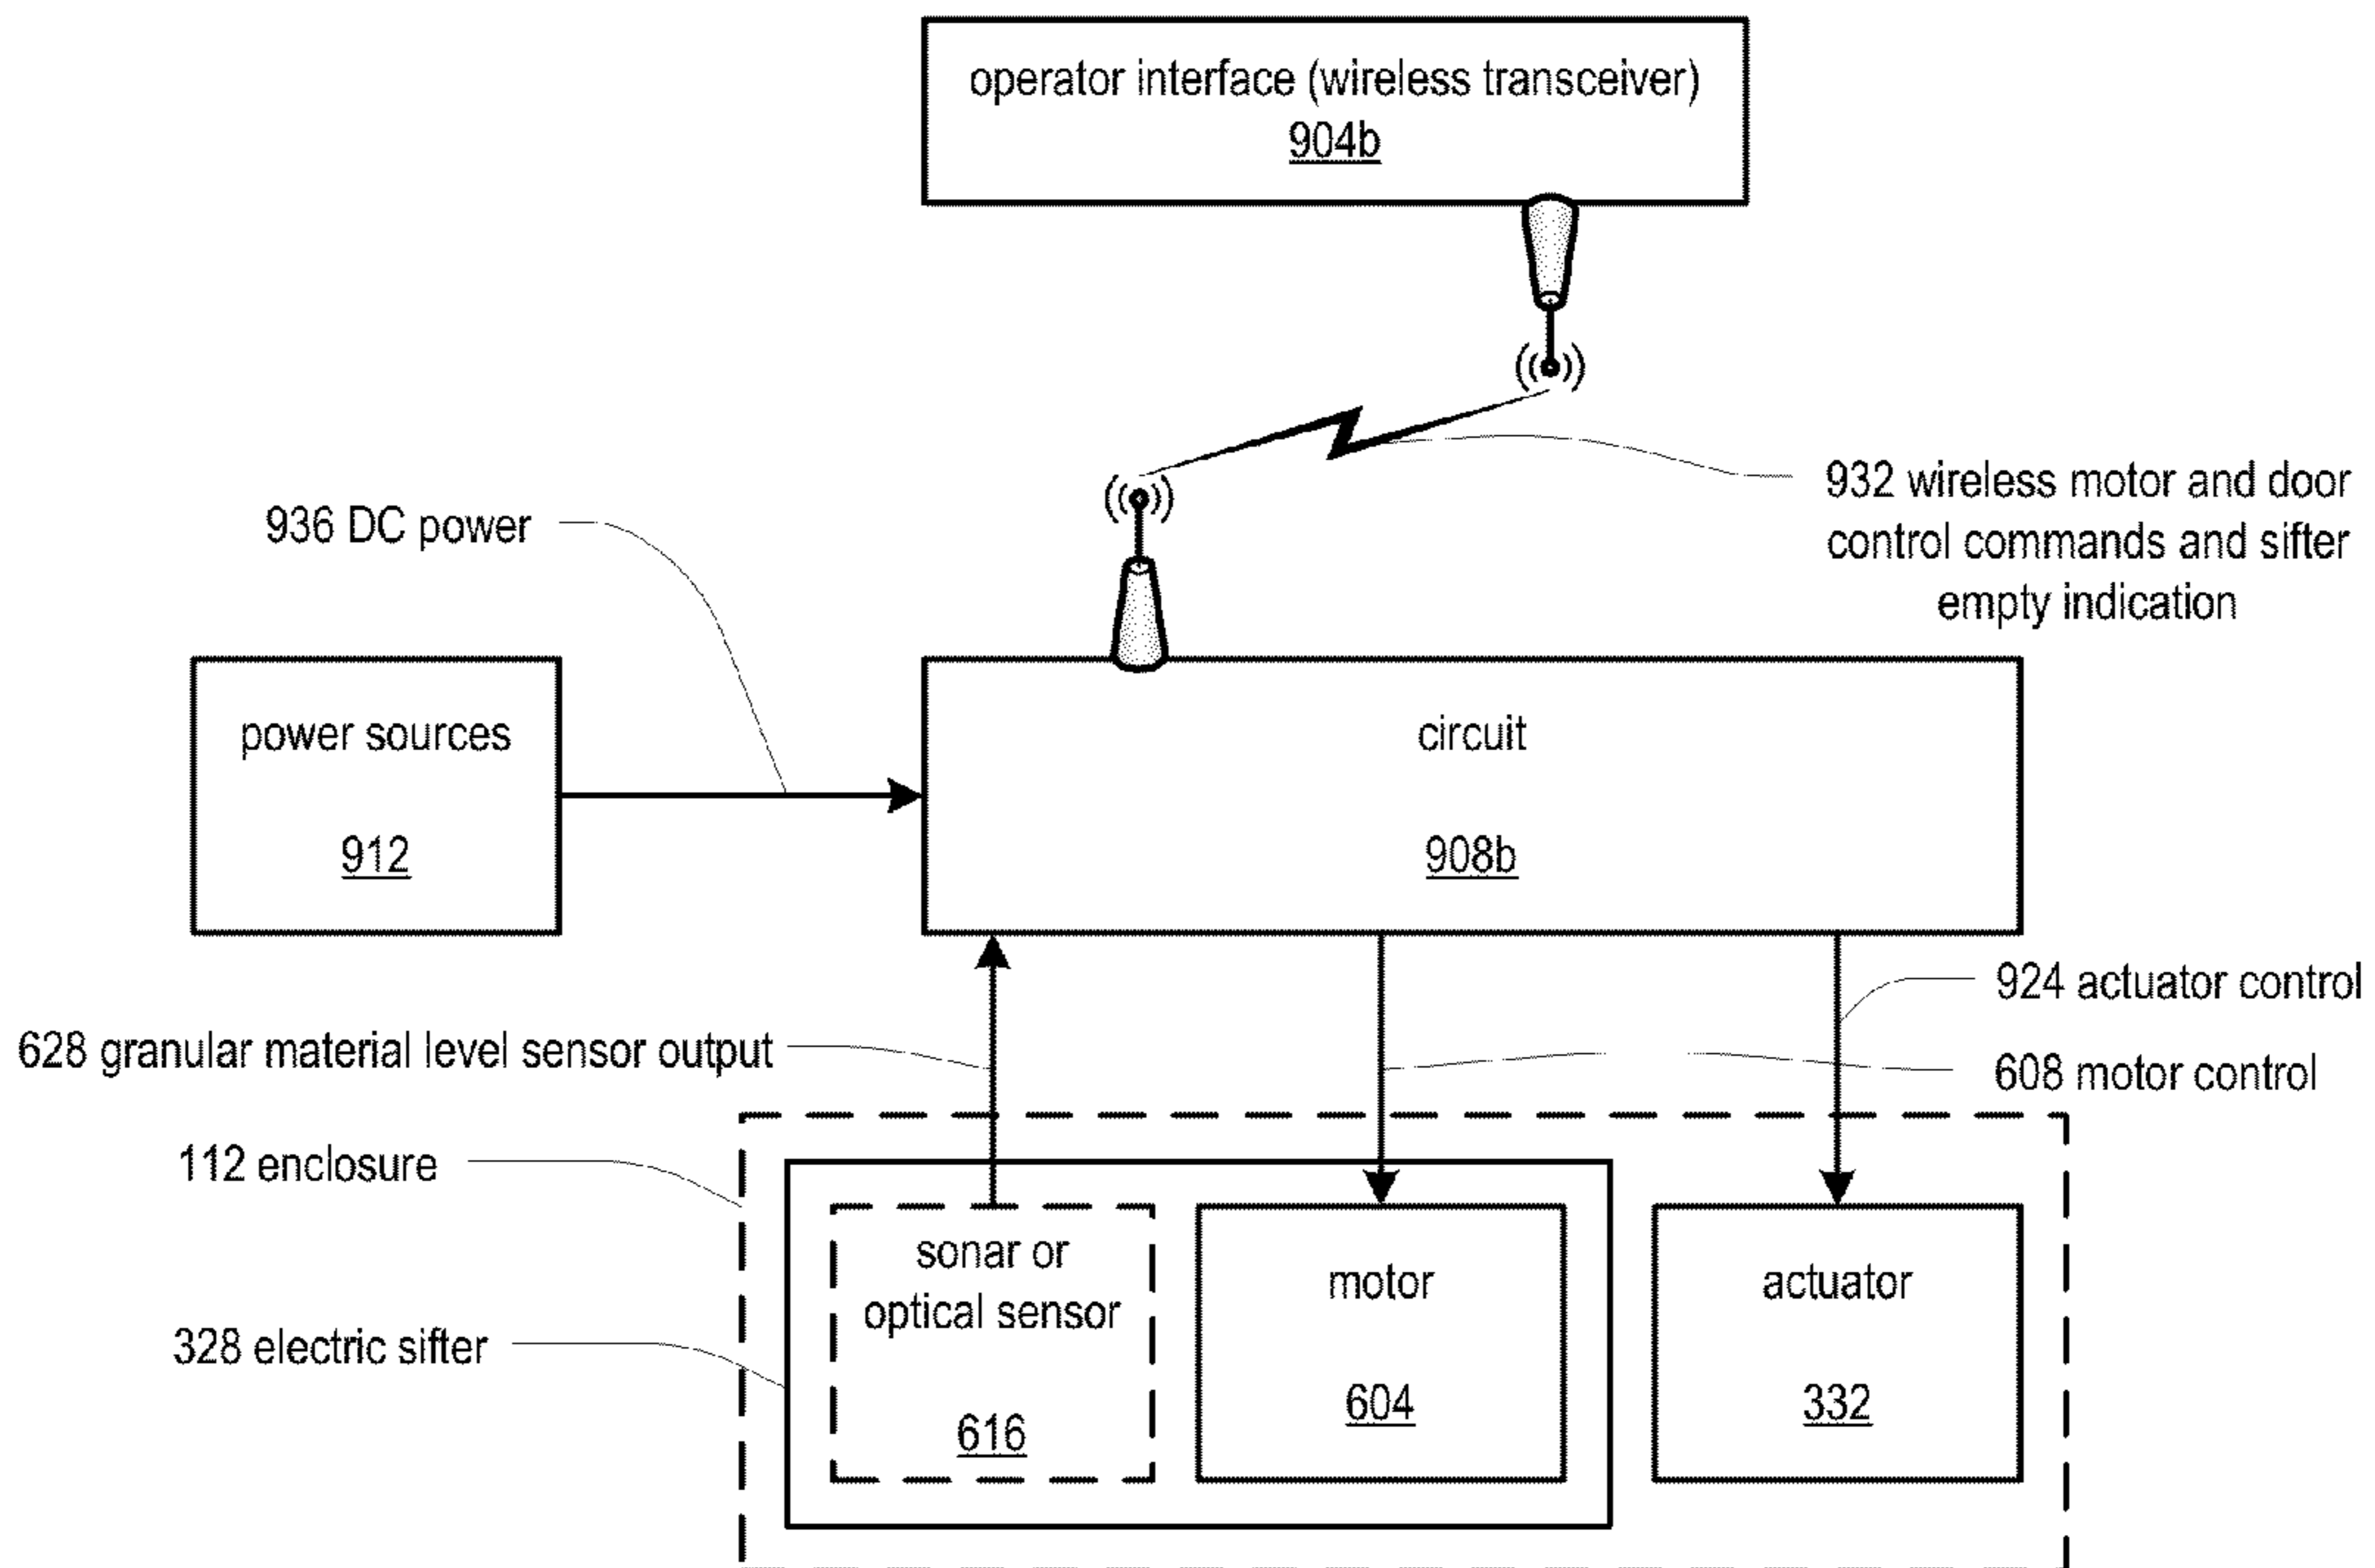 operator interface (wireless transceiver)
904b
932 wireless motor and door
control commands and sifter
empty indication
936 DC power
power sources
912
circuit
908b
924 actuator control
628 granular material level sensor output
608 motor control
112 enclosure
328 electric sifter
sonar or
optical sensor
616
motor
604
actuator
332